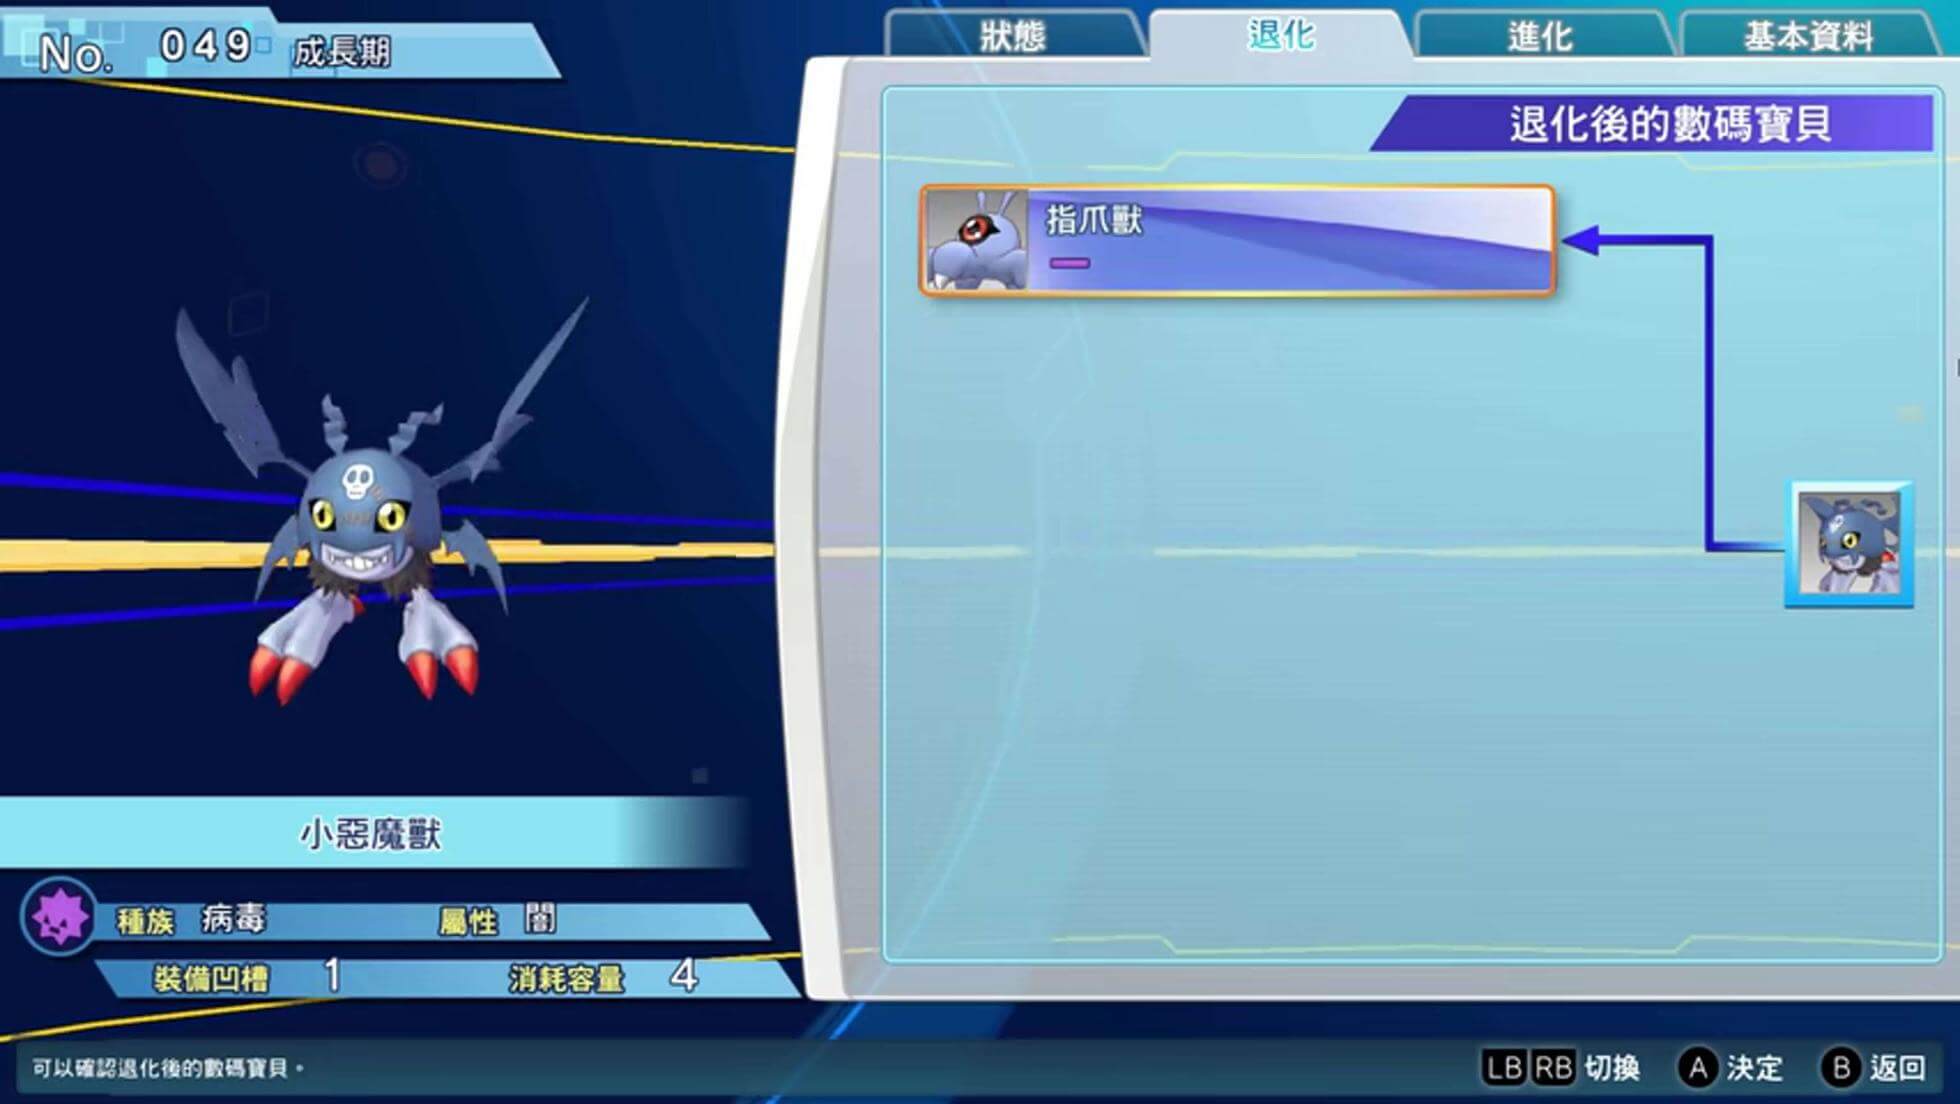 No. 049 成長期
狀態 退化 進化 基本資料
退化後的數碼寶貝
指爪獸
小惡魔獸
種族 病毒 屬性 闇
裝備凹槽 1 消耗容量 4
可以確認退化後的數碼寶貝。
LB RB 切換 A 決定 B 返回